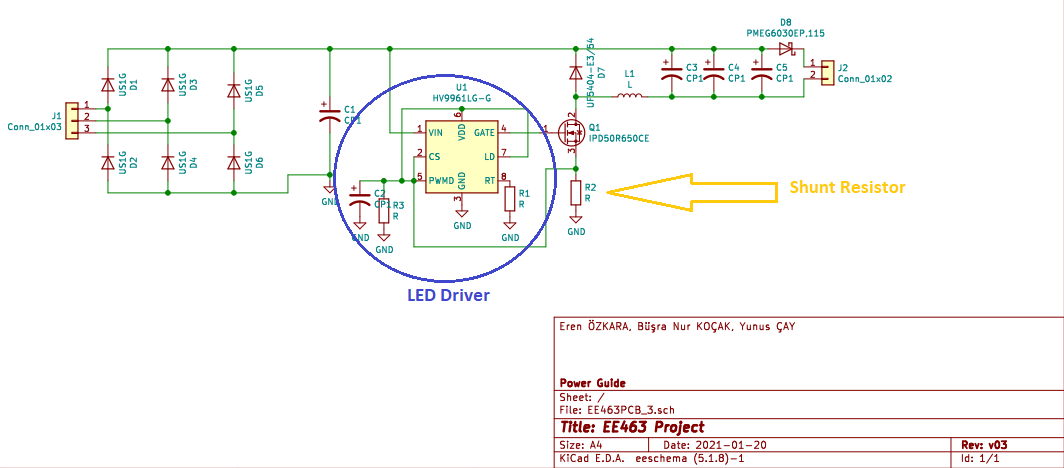 D8
PMEG6030EP,115
J2
Conn_01x02
1
2
US1G
D1
US1G
D3
US1G
D5
J1
Conn_01x03
1
2
3
US1G
D2
US1G
D4
US1G
D6
C1
CP1
GND
U1
HV9961LG-G
1
VIN
6
VDD
GATE
4
2
CS
LD
7
5
PWMD
GND
3
RT
8
GND
C2
CP1
GND
R3
R
GND
R1
R
GND
UF5404-E3/54
D7
L1
L
C3
CP1
C4
CP1
C5
CP1
1
2
3
Q1
IPD50R650CE
R2
R
GND
Shunt Resistor
LED Driver
Eren ÖZKARA, Büşra Nur KOÇAK, Yunus ÇAY
Power Guide
Sheet: /
File: EE463PCB_3.sch
Title: EE463 Project
Size: A4
Date: 2021-01-20
Rev: v03
KiCad E.D.A. eeschema (5.1.8)-1
Id: 1/1